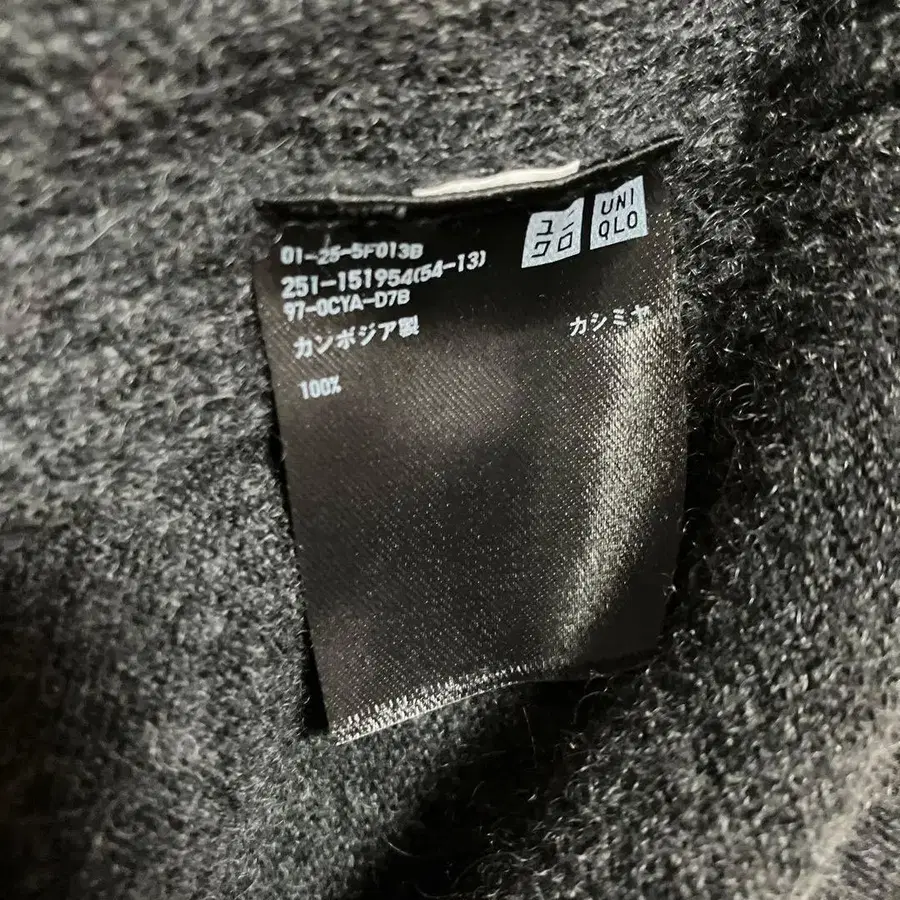 ユニ
クロ
UNI
QLO
01-25-5F013B
251-151954(54-13)
97-0CYA-D7B
カンボジア製
カシミヤ
100%